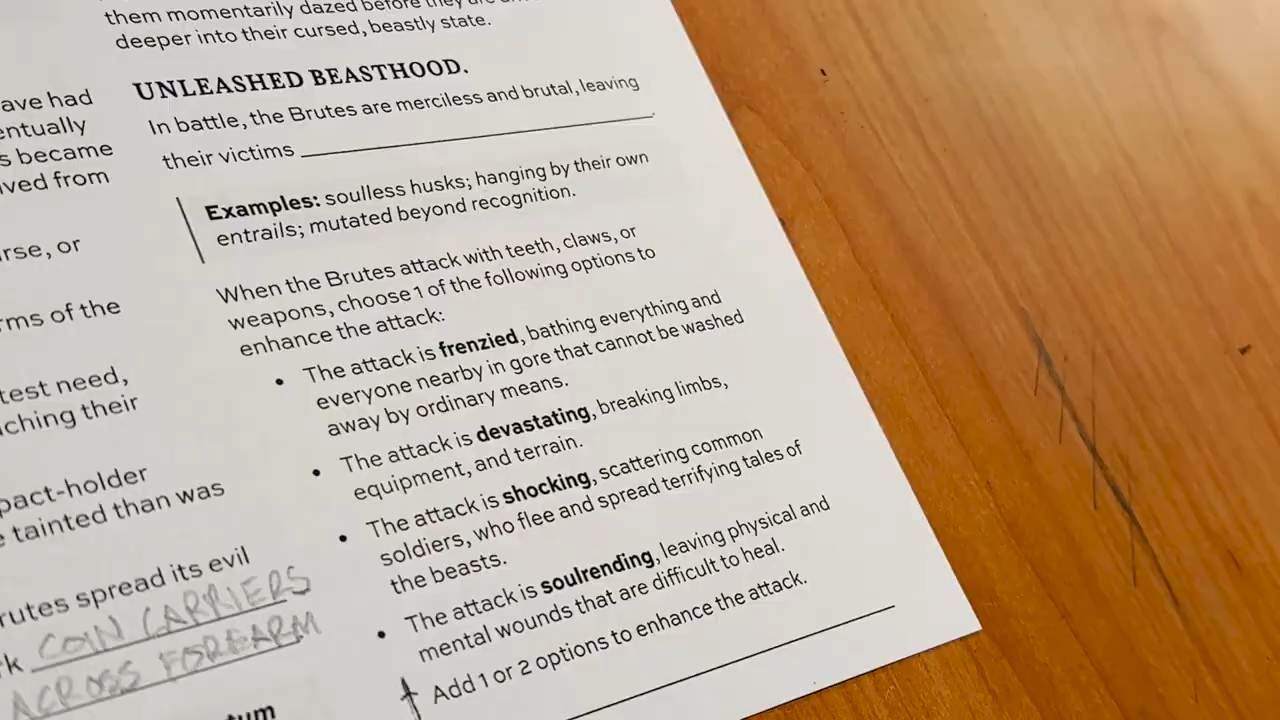 them momentarily dazed before they are
deeper into their cursed, beastly state.
UNLEASHED BEASTHOOD.
In battle, the Brutes are merciless and brutal, leaving
their victims
Examples: soulless husks; hanging by their own
entrails; mutated beyond recognition.
When the Brutes attack with teeth, claws, or
weapons, choose 1 of the following options to
enhance the attack:
• The attack is frenzied, bathing everything and
everyone nearby in gore that cannot be washed
away by ordinary means.
• The attack is devastating, breaking limbs,
equipment, and terrain.
• The attack is shocking, scattering common
soldiers, who flee and spread terrifying tales of
the beasts.
• The attack is soulrending, leaving physical and
mental wounds that are difficult to heal.
Add 1 or 2 options to enhance the attack.
ave had
entually
s became
ved from
rse, or
rms of the
test need,
ching their
pact-holder
e tainted than was
rutes spread its evil
rk COIN CARRIERS
ACROSS FOREARM
tum